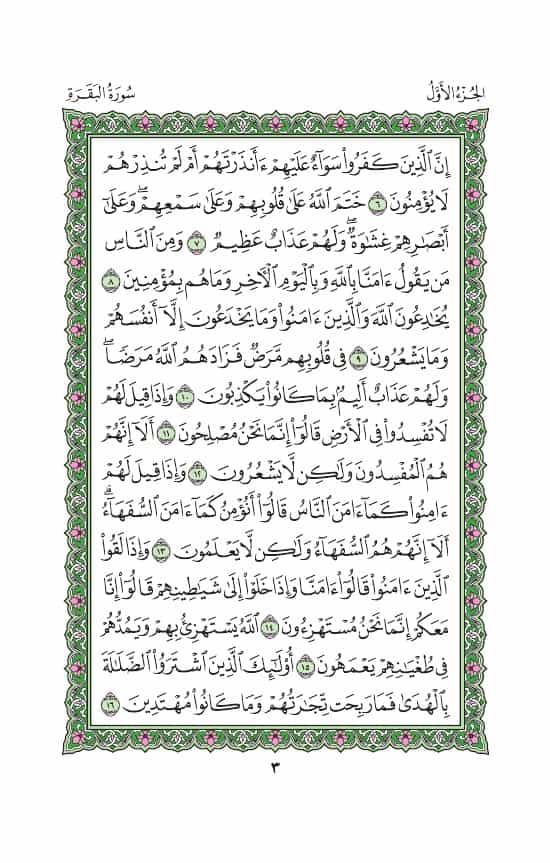 الجزء الأول
سورة البقرة
إِنَّ ٱلَّذِينَ كَفَرُوا۟ سَوَآءٌ عَلَيْهِمْ ءَأَنذَرْتَهُمْ أَمْ لَمْ تُنذِرْهُمْ
لَا يُؤْمِنُونَ ٦ خَتَمَ ٱللَّهُ عَلَىٰ قُلُوبِهِمْ وَعَلَىٰ سَمْعِهِمْ ۖ وَعَلَىٰٓ
أَبْصَٰرِهِمْ غِشَٰوَةٌ ۖ وَلَهُمْ عَذَابٌ عَظِيمٌ ٧ وَمِنَ ٱلنَّاسِ
مَن يَقُولُ ءَامَنَّا بِٱللَّهِ وَبِٱلْيَوْمِ ٱلْءَاخِرِ وَمَا هُم بِمُؤْمِنِينَ ٨
يُخَٰدِعُونَ ٱللَّهَ وَٱلَّذِينَ ءَامَنُوا۟ وَمَا يَخْدَعُونَ إِلَّآ أَنفُسَهُمْ
وَمَا يَشْعُرُونَ ٩ فِى قُلُوبِهِم مَّرَضٌ فَزَادَهُمُ ٱللَّهُ مَرَضًا ۖ
وَلَهُمْ عَذَابٌ أَلِيمٌۢ بِمَا كَانُوا۟ يَكْذِبُونَ ١٠ وَإِذَا قِيلَ لَهُمْ
لَا تُفْسِدُوا۟ فِى ٱلْأَرْضِ قَالُوٓا۟ إِنَّمَا نَحْنُ مُصْلِحُونَ ١١ أَلَآ إِنَّهُمْ
هُمُ ٱلْمُفْسِدُونَ وَلَٰكِن لَّا يَشْعُرُونَ ١٢ وَإِذَا قِيلَ لَهُمْ
ءَامِنُوا۟ كَمَآ ءَامَنَ ٱلنَّاسُ قَالُوٓا۟ أَنُؤْمِنُ كَمَآ ءَامَنَ ٱلسُّفَهَآءُ ۗ
أَلَآ إِنَّهُمْ هُمُ ٱلسُّفَهَآءُ وَلَٰكِن لَّا يَعْلَمُونَ ١٣ وَإِذَا لَقُوا۟
ٱلَّذِينَ ءَامَنُوا۟ قَالُوٓا۟ ءَامَنَّا وَإِذَا خَلَوْا۟ إِلَىٰ شَيَٰطِينِهِمْ قَالُوٓا۟ إِنَّا
مَعَكُمْ إِنَّمَا نَحْنُ مُسْتَهْزِءُونَ ١٤ ٱللَّهُ يَسْتَهْزِئُ بِهِمْ وَيَمُدُّهُمْ
فِى طُغْيَٰنِهِمْ يَعْمَهُونَ ١٥ أُو۟لَٰٓئِكَ ٱلَّذِينَ ٱشْتَرَوُا۟ ٱلضَّلَٰلَةَ
بِٱلْهُدَىٰ فَمَا رَبِحَت تِّجَٰرَتُهُمْ وَمَا كَانُوا۟ مُهْتَدِينَ ١٦
٣